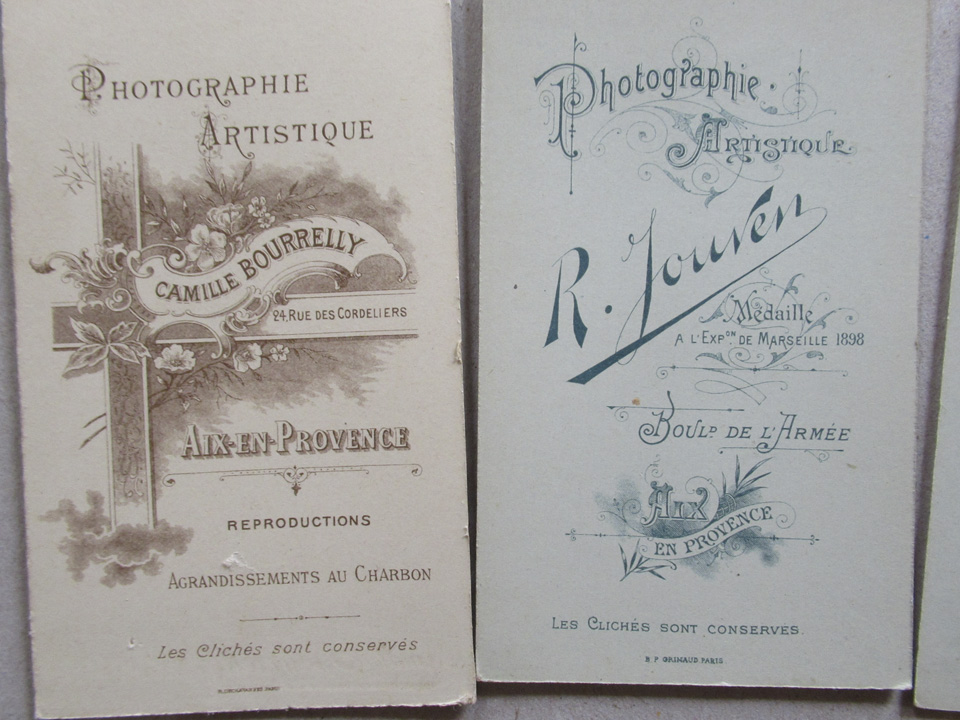 PHOTOGRAPHIE
ARTISTIQUE
CAMILLE BOURRELLY
24, RUE DES CORDELIERS
AIX-EN-PROVENCE
REPRODUCTIONS
AGRANDISSEMENTS AU CHARBON
Les Clichés sont conservés
Photographie
ARTISTIQUE
R. Jouven
Médaille
A L'EXPON DE MARSEILLE 1898
BOULD DE L'ARMÉE
AIX
EN PROVENCE
LES CLICHÉS SONT CONSERVÉS
B P GRIMAUD PARIS